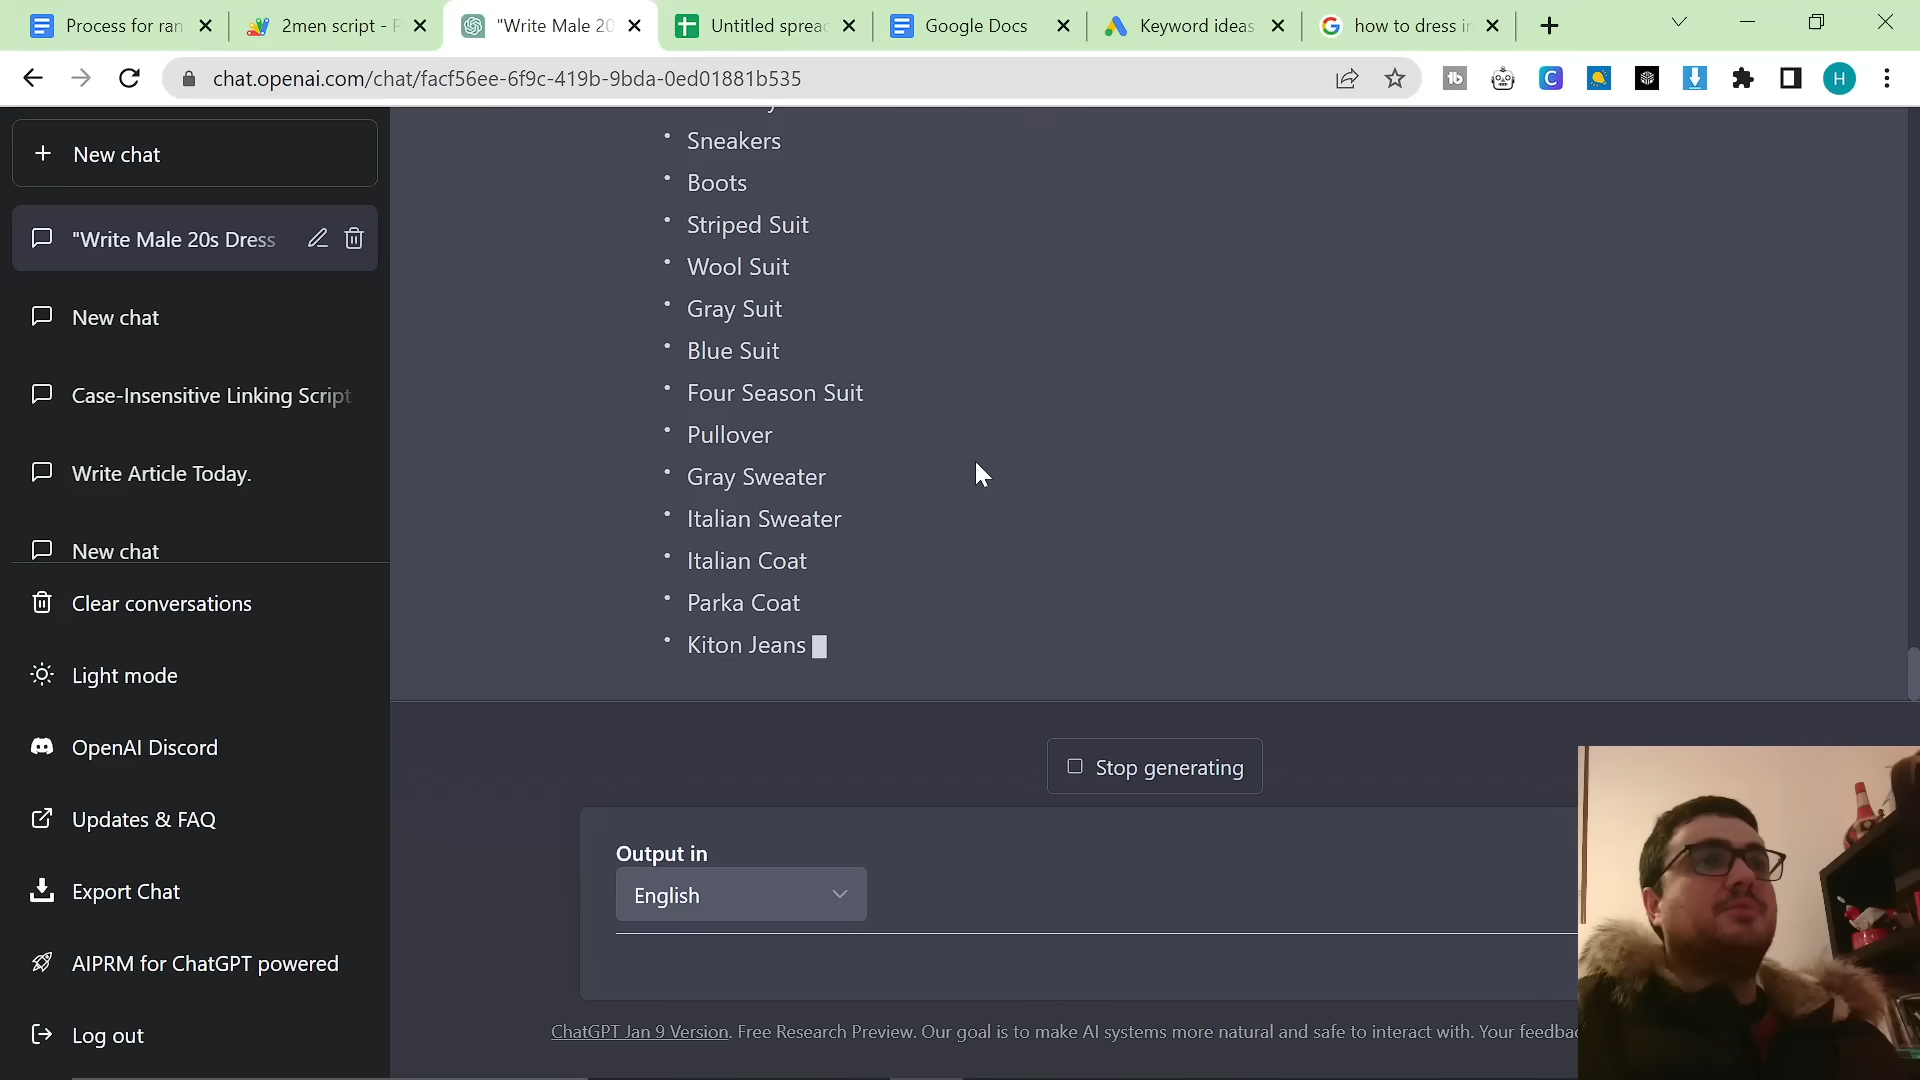 Process for ran
2men script - P
"Write Male 20
Untitled spread
Google Docs
Keyword ideas
how to dress in
chat.openai.com/chat/facf56ee-6f9c-419b-9bda-0ed01881b535
H
New chat
"Write Male 20s Dress
New chat
Case-Insensitive Linking Script
Write Article Today.
New chat
Clear conversations
Light mode
OpenAI Discord
Updates & FAQ
Export Chat
AIPRM for ChatGPT powered
Log out
Sneakers
Boots
Striped Suit
Wool Suit
Gray Suit
Blue Suit
Four Season Suit
Pullover
Gray Sweater
Italian Sweater
Italian Coat
Parka Coat
Kiton Jeans
Stop generating
Output in
English
ChatGPT Jan 9 Version. Free Research Preview. Our goal is to make AI systems more natural and safe to interact with. Your feedbac